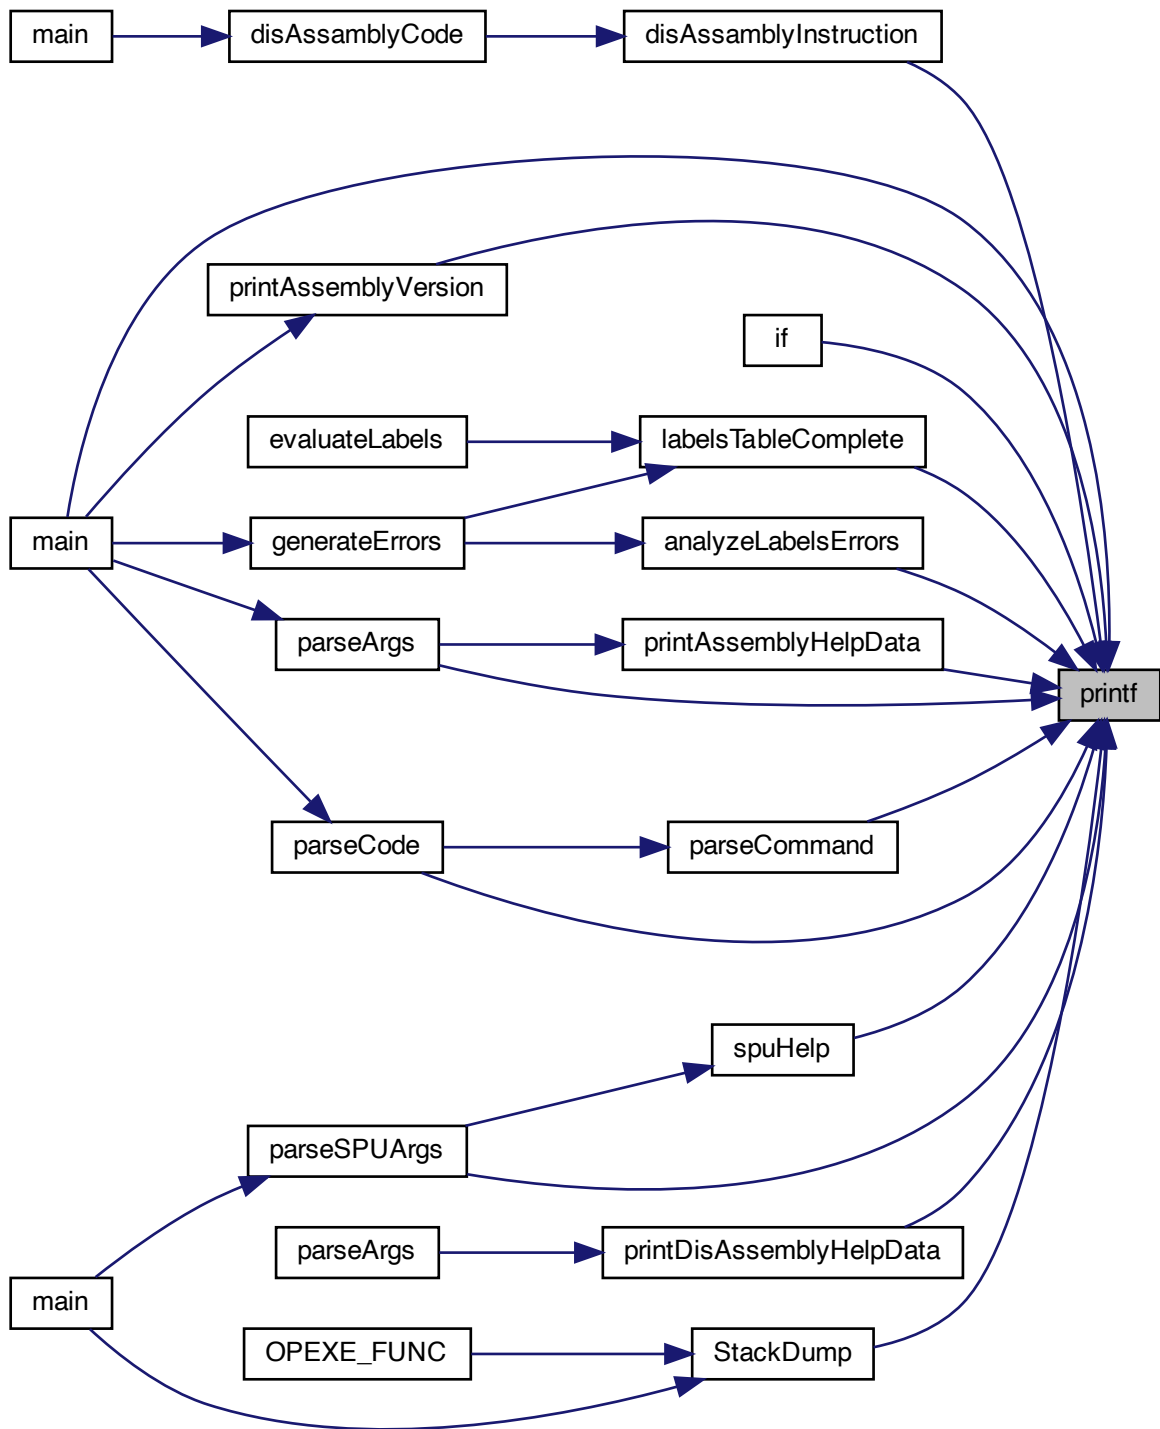 main
disAssamblyCode
disAssamblyInstruction
printAssemblyVersion
if
evaluateLabels
labelsTableComplete
main
generateErrors
analyzeLabelsErrors
parseArgs
printAssemblyHelpData
printf
parseCode
parseCommand
spuHelp
parseSPUArgs
parseArgs
printDisAssemblyHelpData
main
OPEXE_FUNC
StackDump